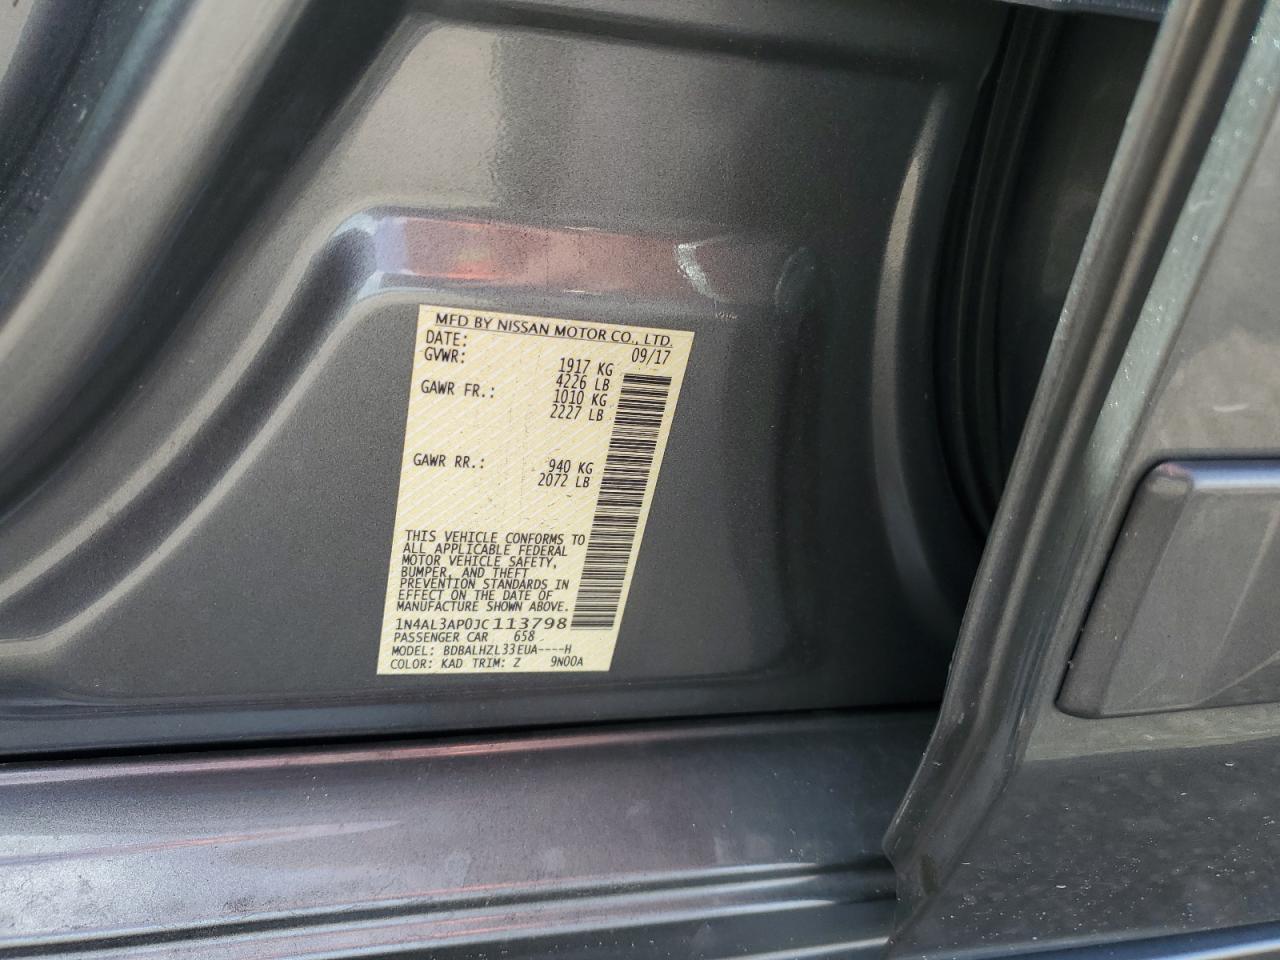 MFD BY NISSAN MOTOR CO., LTD.
DATE: 09/17
GVWR: 1917 KG
4226 LB
GAWR FR.: 1010 KG
2227 LB
GAWR RR.: 940 KG
2072 LB
THIS VEHICLE CONFORMS TO
ALL APPLICABLE FEDERAL
MOTOR VEHICLE SAFETY,
BUMPER, AND THEFT
PREVENTION STANDARDS IN
EFFECT ON THE DATE OF
MANUFACTURE SHOWN ABOVE.
1N4AL3AP0JC113798
PASSENGER CAR 658
MODEL: BDBALHZL33EUA----H
COLOR: KAD TRIM: Z 9N00A